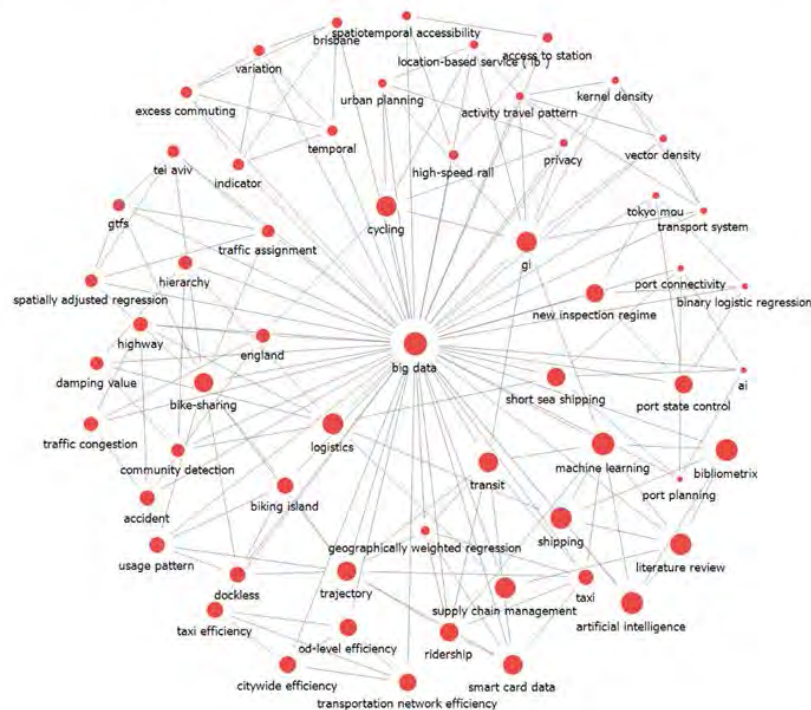 spatiotemporal accessibility
brisbane
access to station
location-based service ("lb")
variation
kernel density
urban planning
activity travel pattern
excess commuting
temporal
privacy
vector density
high-speed rall
tei aviv
indicator
tokyo mou
transport system
gtfs
cycling
traffic assignment
gi
hierarchy
port connectivity
spatially adjusted regression
binary logistic regression
new inspection regime
highway
england
big data
damping value
ai
bike-sharing
short sea shipping
port state control
traffic congestion
logistics
community detection
machine learning
bibliometrix
transit
accident
biking island
port planning
usage pattern
geographically weighted regression
shipping
literature review
dockless
trajectory
taxi
supply chain management
taxi efficiency
artificial intelligence
od-level efficiency
ridership
citywide efficiency
smart card data
transportation network efficiency